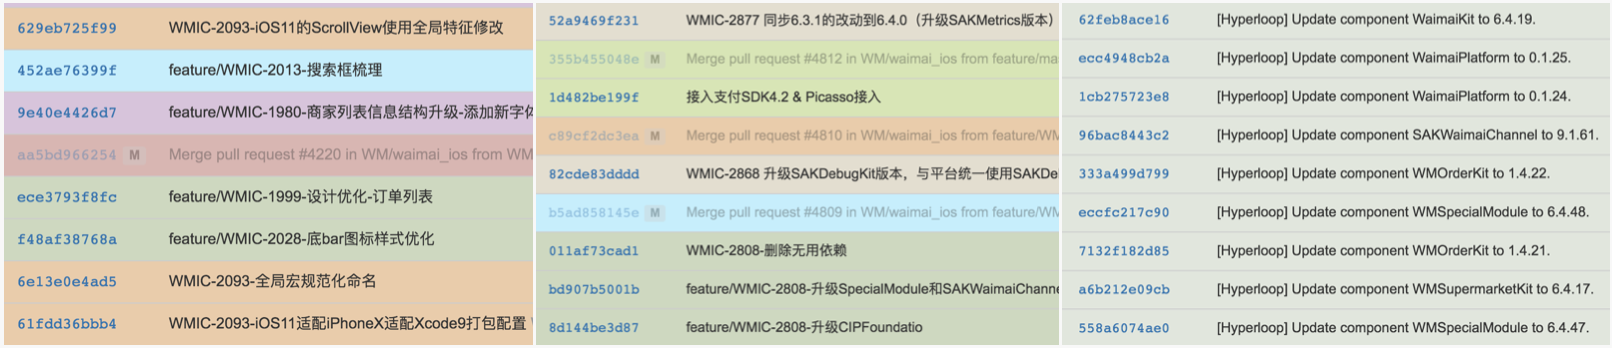 629eb725f99 WMIC-2093-iOS11的ScrollView使用全局特征修改
452ae76399f feature/WMIC-2013-搜索框梳理
9e40e4426d7 feature/WMIC-1980-商家列表信息结构升级-添加新字体
aa5bd966254 M Merge pull request #4220 in WM/waimai_ios from WM
ece3793f8fc feature/WMIC-1999-设计优化-订单列表
f48af38768a feature/WMIC-2028-底bar图标样式优化
6e13e0e4ad5 WMIC-2093-全局宏规范化命名
61fdd36bbb4 WMIC-2093-iOS11适配iPhoneX适配Xcode9打包配置
52a9469f231 WMIC-2877 同步6.3.1的改动到6.4.0（升级SAKMetrics版本）
355b455048e M Merge pull request #4812 in WM/waimai_ios from feature/ma
1d482be199f 接入支付SDK4.2 & Picasso接入
c89cf2dc3ea M Merge pull request #4810 in WM/waimai_ios from feature/WM
82cde83dddd WMIC-2868 升级SAKDebugKit版本，与平台统一使用SAKDe
b5ad858145e M Merge pull request #4809 in WM/waimai_ios from feature/WM
011af73cad1 WMIC-2808-删除无用依赖
bd907b5001b feature/WMIC-2808-升级SpecialModule和SAKWaimaiChanne
8d144be3d87 feature/WMIC-2808-升级CIPFoundatio
62feb8ace16 [Hyperloop] Update component WaimaiKit to 6.4.19.
ecc4948cb2a [Hyperloop] Update component WaimaiPlatform to 0.1.25.
1cb275723e8 [Hyperloop] Update component WaimaiPlatform to 0.1.24.
96bac8443c2 [Hyperloop] Update component SAKWaimaiChannel to 9.1.61.
333a499d799 [Hyperloop] Update component WMOrderKit to 1.4.22.
eccfc217c90 [Hyperloop] Update component WMSpecialModule to 6.4.48.
7132f182d85 [Hyperloop] Update component WMOrderKit to 1.4.21.
a6b212e09cb [Hyperloop] Update component WMSupermarketKit to 6.4.17.
558a6074ae0 [Hyperloop] Update component WMSpecialModule to 6.4.47.